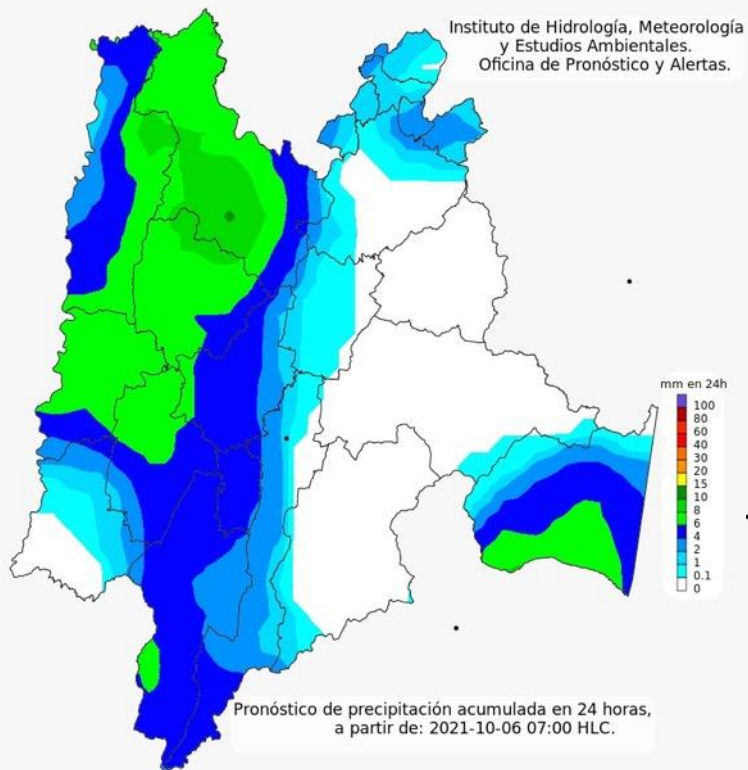 Instituto de Hidrología, Meteorología
y Estudios Ambientales.
Oficina de Pronóstico y Alertas.
mm en 24h
100
80
60
40
30
20
15
10
8
6
4
2
1
0.1
0
Pronóstico de precipitación acumulada en 24 horas,
a partir de: 2021-10-06 07:00 HLC.